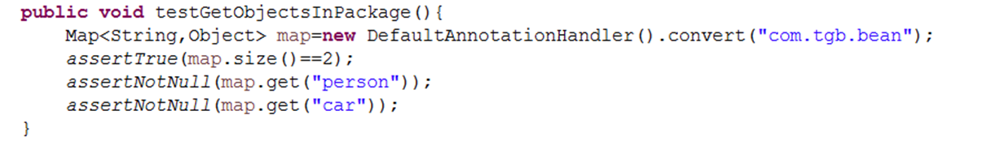 public void testGetObjectsInPackage(){
    Map<String,Object> map=new DefaultAnnotationHandler().convert("com.tgb.bean");
    assertTrue(map.size()==2);
    assertNotNull(map.get("person"));
    assertNotNull(map.get("car"));
}